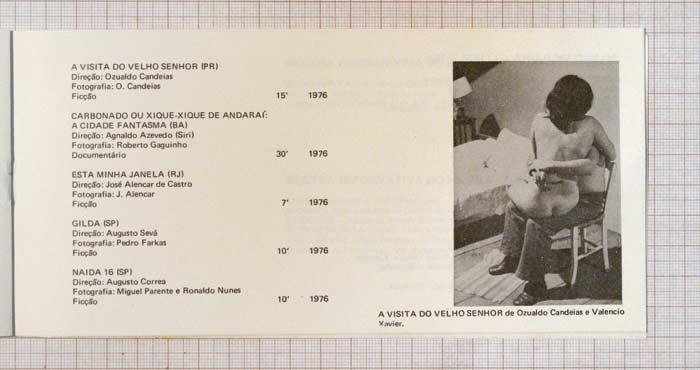 A VISITA DO VELHO SENHOR (PR)
Direção: Ozualdo Candeias
Fotografia: O. Candeias
Ficção 15' 1976
CARBONADO OU XIQUE-XIQUE DE ANDARAÍ:
A CIDADE FANTASMA (BA)
Direção: Agnaldo Azevedo (Siri)
Fotografia: Roberto Gaguinho
Documentário 30' 1976
ESTA MINHA JANELA (RJ)
Direção: José Alencar de Castro
Fotografia: J. Alencar
Ficção 7' 1976
GILDA (SP)
Direção: Augusto Sevá
Fotografia: Pedro Farkas
Ficção 10' 1976
NAIDA 16 (SP)
Direção: Augusto Correa
Fotografia: Miguel Parente e Ronaldo Nunes
Ficção 10' 1976
A VISITA DO VELHO SENHOR de Ozualdo Candeias e Valencio
Xavier.